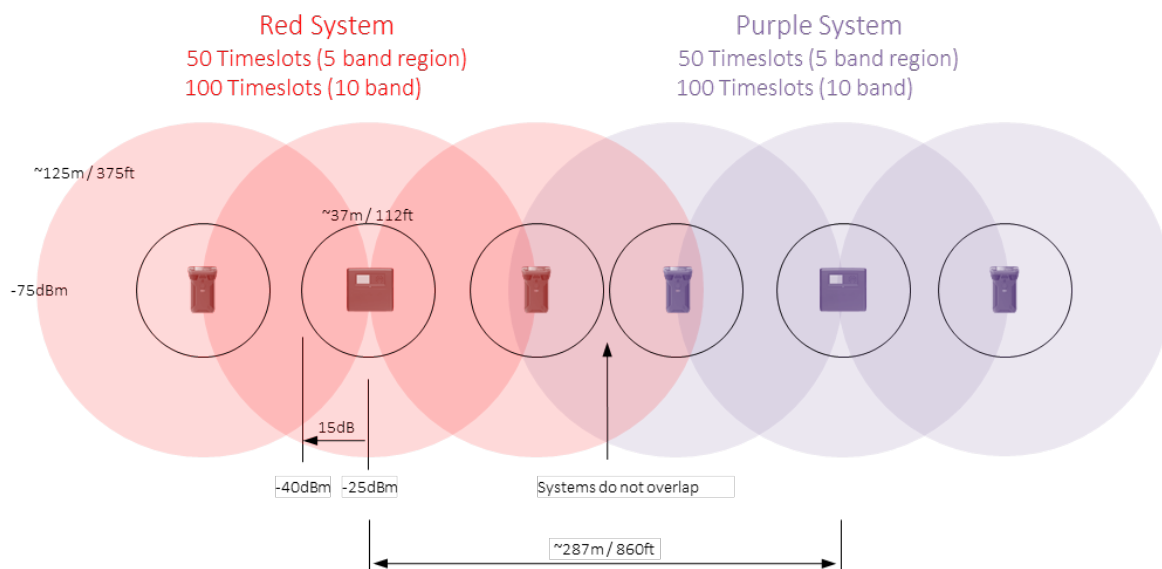 Red System
50 Timeslots (5 band region)
100 Timeslots (10 band)
Purple System
50 Timeslots (5 band region)
100 Timeslots (10 band)
~125m / 375ft
~37m / 112ft
-75dBm
15dB
-40dBm
-25dBm
Systems do not overlap
~287m / 860ft